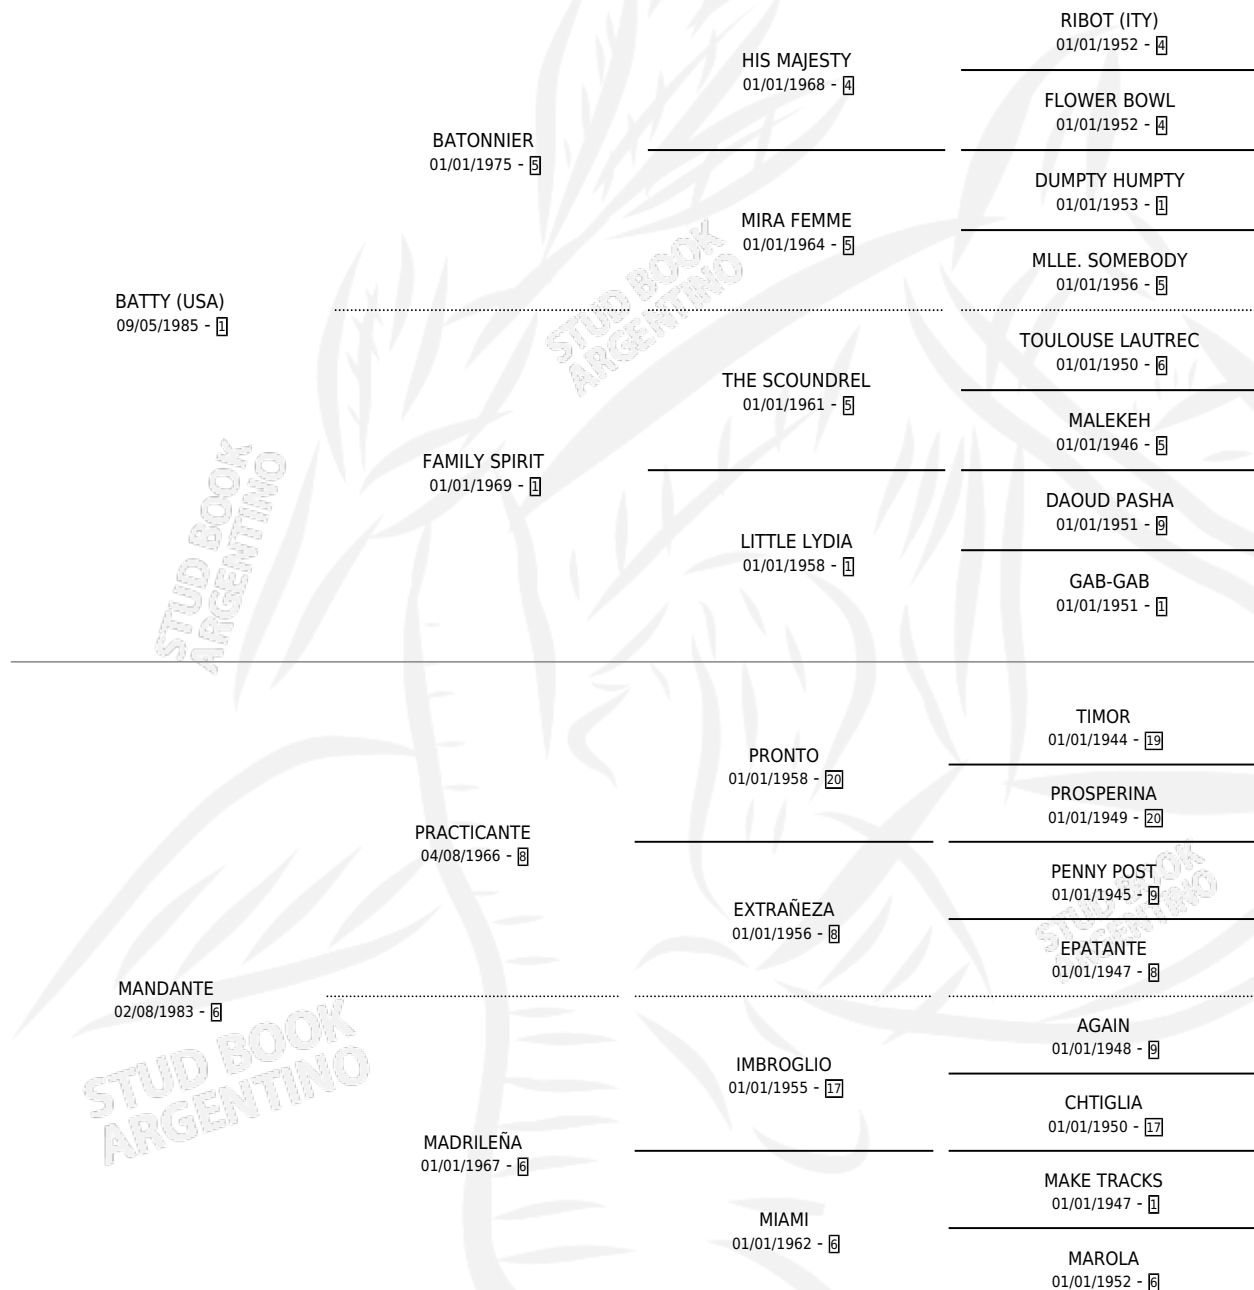 RIBOT (ITY)
01/01/1952 - 4
HIS MAJESTY
01/01/1968 - 4
FLOWER BOWL
01/01/1952 - 4
BATONNIER
01/01/1975 - 5
DUMPTY HUMPTY
01/01/1953 - 1
MIRA FEMME
01/01/1964 - 5
MLLE. SOMEBODY
01/01/1956 - 5
BATTY (USA)
09/05/1985 - 1
TOULOUSE LAUTREC
01/01/1950 - 6
THE SCOUNDREL
01/01/1961 - 5
MALEKEH
01/01/1946 - 5
FAMILY SPIRIT
01/01/1969 - 1
DAOUD PASHA
01/01/1951 - 9
LITTLE LYDIA
01/01/1958 - 1
GAB-GAB
01/01/1951 - 1
TIMOR
01/01/1944 - 19
PRONTO
01/01/1958 - 20
PROSPERINA
01/01/1949 - 20
PRACTICANTE
04/08/1966 - 8
PENNY POST
01/01/1945 - 9
EXTRAÑEZA
01/01/1956 - 8
EPATANTE
01/01/1947 - 8
MANDANTE
02/08/1983 - 6
AGAIN
01/01/1948 - 9
IMBROGLIO
01/01/1955 - 17
CHTIGLIA
01/01/1950 - 17
MADRILEÑA
01/01/1967 - 6
MAKE TRACKS
01/01/1947 - 1
MIAMI
01/01/1962 - 6
MAROLA
01/01/1952 - 6
STUD BOOK
ARGENTINO
STUD BOOK
ARGENTINO
STUD BOOK
ARGENTINO
STUD BOOK
ARGENTINO